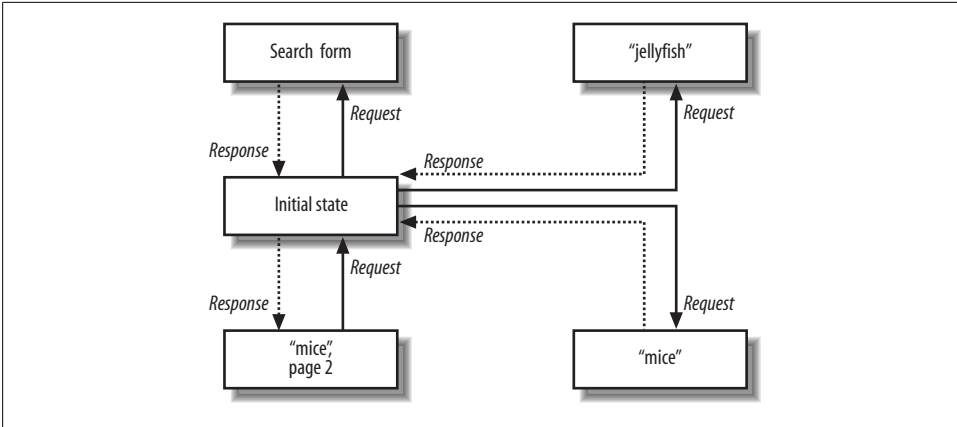 Search form
“jellyfish”
Request
Request
Response
Response
Initial state
Response
Request
Response
Request
“mice”,
page 2
“mice”